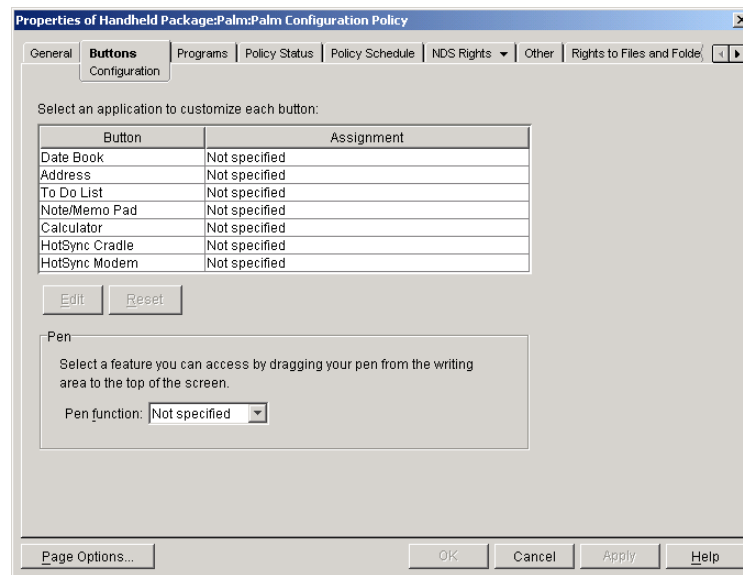 Properties of Handheld Package:Palm:Palm Configuration Policy
General Buttons Programs Policy Status Policy Schedule NDS Rights Other Rights to Files and Folde
Configuration
Select an application to customize each button:
Button Assignment
Date Book Not specified
Address Not specified
To Do List Not specified
Note/Memo Pad Not specified
Calculator Not specified
HotSync Cradle Not specified
HotSync Modem Not specified
Edit Reset
Pen
Select a feature you can access by dragging your pen from the writing
area to the top of the screen.
Pen function: Not specified
Page Options... OK Cancel Apply Help